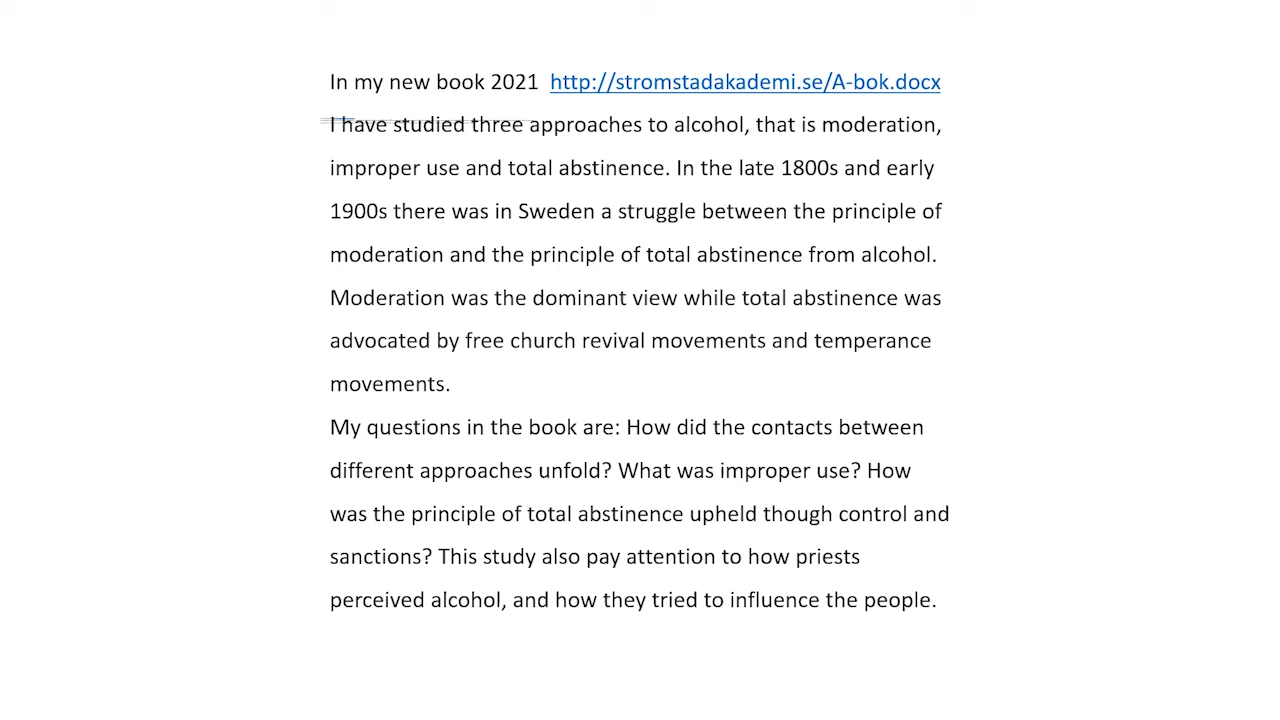 In my new book 2021 http://stromstadakademi.se/A-bok.docx
I have studied three approaches to alcohol, that is moderation,
improper use and total abstinence. In the late 1800s and early
1900s there was in Sweden a struggle between the principle of
moderation and the principle of total abstinence from alcohol.
Moderation was the dominant view while total abstinence was
advocated by free church revival movements and temperance
movements.
My questions in the book are: How did the contacts between
different approaches unfold? What was improper use? How
was the principle of total abstinence upheld though control and
sanctions? This study also pay attention to how priests
perceived alcohol, and how they tried to influence the people.